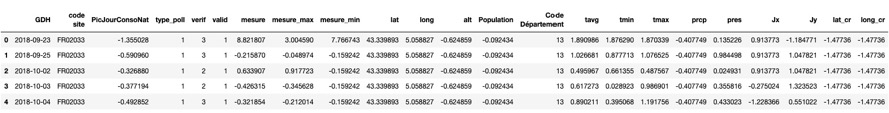 GDH code site PicJourConsoNat type_poll verif valid mesure mesure_max mesure_min lat long alt Population Code Département tavg tmin tmax prcp pres Jx Jy lat_cr long_cr
0 2018-09-23 FR02033 -1.355028 1 3 1 8.821807 3.004590 7.766743 43.339893 5.058827 -0.624859 -0.092434 13 1.890986 1.876290 1.870339 -0.407749 0.135226 0.913773 -1.184771 -1.47736 -1.47736
1 2018-09-25 FR02033 -0.590960 1 3 1 -0.215870 -0.048974 -0.159242 43.339893 5.058827 -0.624859 -0.092434 13 1.026681 0.877713 1.076525 -0.407749 0.984498 0.913773 1.047821 -1.47736 -1.47736
2 2018-10-02 FR02033 -0.326880 1 2 1 0.633907 0.917723 -0.159242 43.339893 5.058827 -0.624859 -0.092434 13 0.495967 0.661355 0.487567 -0.407749 0.024931 0.913773 1.047821 -1.47736 -1.47736
3 2018-10-03 FR02033 -0.377194 1 2 1 -0.426315 -0.345628 -0.159242 43.339893 5.058827 -0.624859 -0.092434 13 0.617273 0.028923 0.986901 -0.407749 0.355816 -0.275024 1.323523 -1.47736 -1.47736
4 2018-10-04 FR02033 -0.492852 1 3 1 -0.321854 -0.212014 -0.159242 43.339893 5.058827 -0.624859 -0.092434 13 0.890211 0.395068 1.191756 -0.407749 0.433023 -1.228366 0.551022 -1.47736 -1.47736